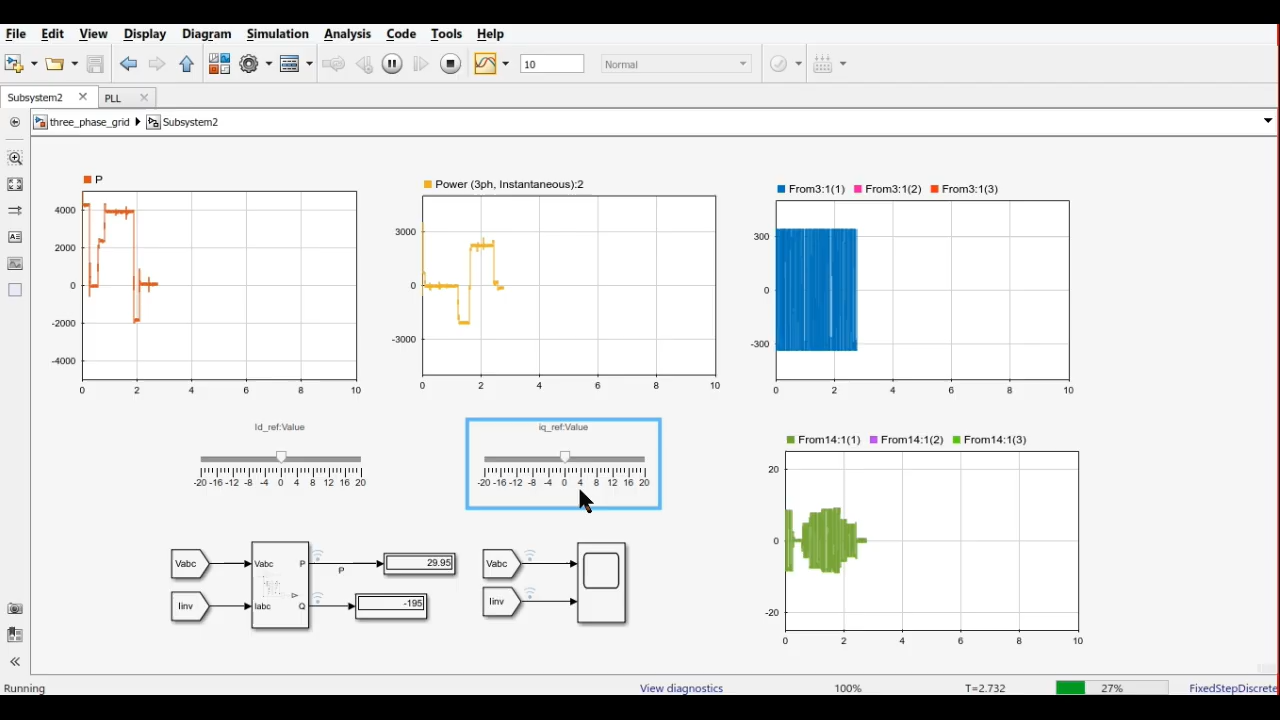 File Edit View Display Diagram Simulation Analysis Code Tools Help
10 Normal
Subsystem2 PLL
three_phase_grid Subsystem2
P
4000
2000
0
-2000
-4000
0 2 4 6 8 10
Power (3ph, Instantaneous):2
3000
0
-3000
0 2 4 6 8 10
From3:1(1) From3:1(2) From3:1(3)
300
0
-300
0 2 4 6 8 10
Id_ref:Value
-20 -16 -12 -8 -4 0 4 8 12 16 20
iq_ref:Value
-20 -16 -12 -8 -4 0 4 8 12 16 20
From14:1(1) From14:1(2) From14:1(3)
20
0
-20
0 2 4 6 8 10
Vabc Vabc P P 29.95
Iinv Iabc Q -195
Vabc
Iinv
Running View diagnostics 100% T=2.732 27% FixedStepDiscrete